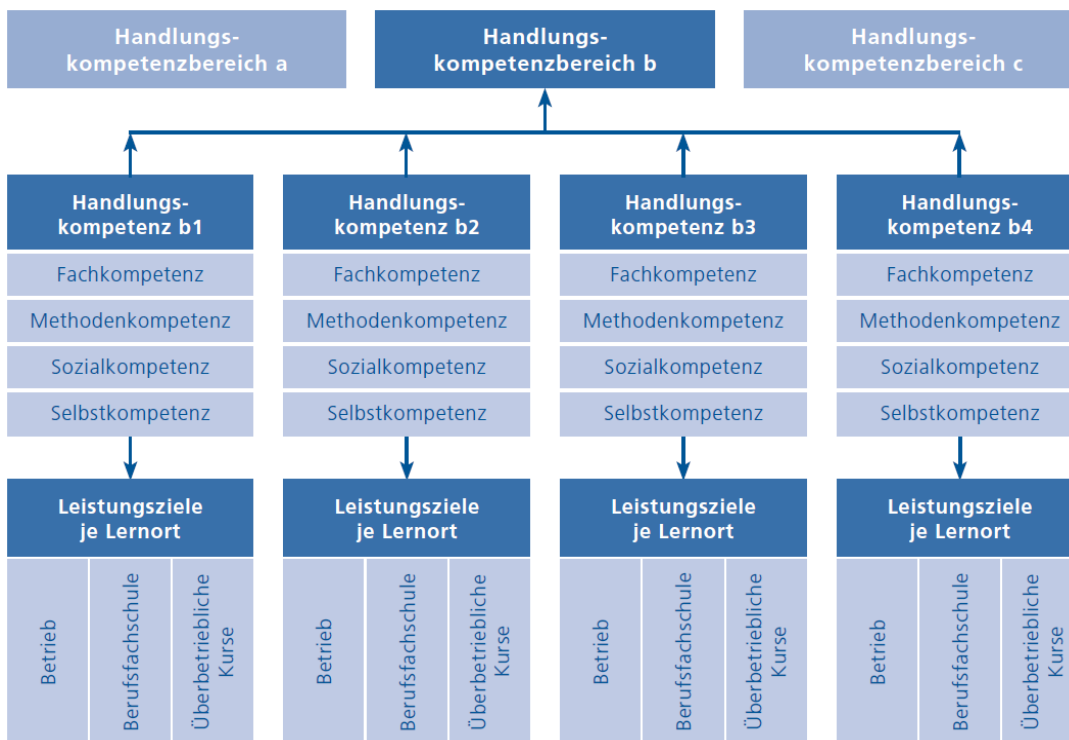 Handlungs-
kompetenzbereich a
Handlungs-
kompetenzbereich b
Handlungs-
kompetenzbereich c
Handlungs-
kompetenz b1
Handlungs-
kompetenz b2
Handlungs-
kompetenz b3
Handlungs-
kompetenz b4
Fachkompetenz
Fachkompetenz
Fachkompetenz
Fachkompetenz
Methodenkompetenz
Methodenkompetenz
Methodenkompetenz
Methodenkompetenz
Sozialkompetenz
Sozialkompetenz
Sozialkompetenz
Sozialkompetenz
Selbstkompetenz
Selbstkompetenz
Selbstkompetenz
Selbstkompetenz
Leistungsziele
je Lernort
Leistungsziele
je Lernort
Leistungsziele
je Lernort
Leistungsziele
je Lernort
Betrieb
Berufsfachschule
Überbetriebliche
Kurse
Betrieb
Berufsfachschule
Überbetriebliche
Kurse
Betrieb
Berufsfachschule
Überbetriebliche
Kurse
Betrieb
Berufsfachschule
Überbetriebliche
Kurse